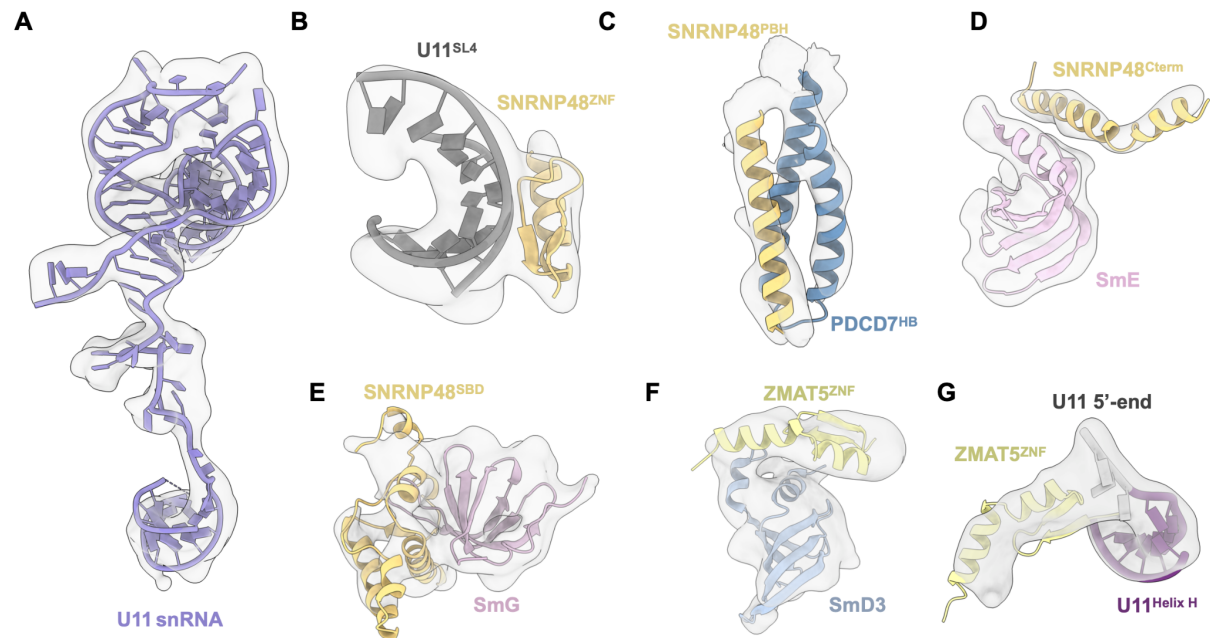 A
B
C
D
U11ˢᴸ⁴
SNRNP48ᶻᴺᶠ
SNRNP48ᴾᴮᴴ
PDCD7ᴴᴮ
SNRNP48ᶜᵗᵉʳᵐ
SmE
U11 snRNA
E
SNRNP48ˢᴮᴰ
SmG
F
ZMAT5ᶻᴺᶠ
SmD3
G
U11 5’-end
ZMAT5ᶻᴺᶠ
U11ᴴᵉˡⁱˣ ᴴ